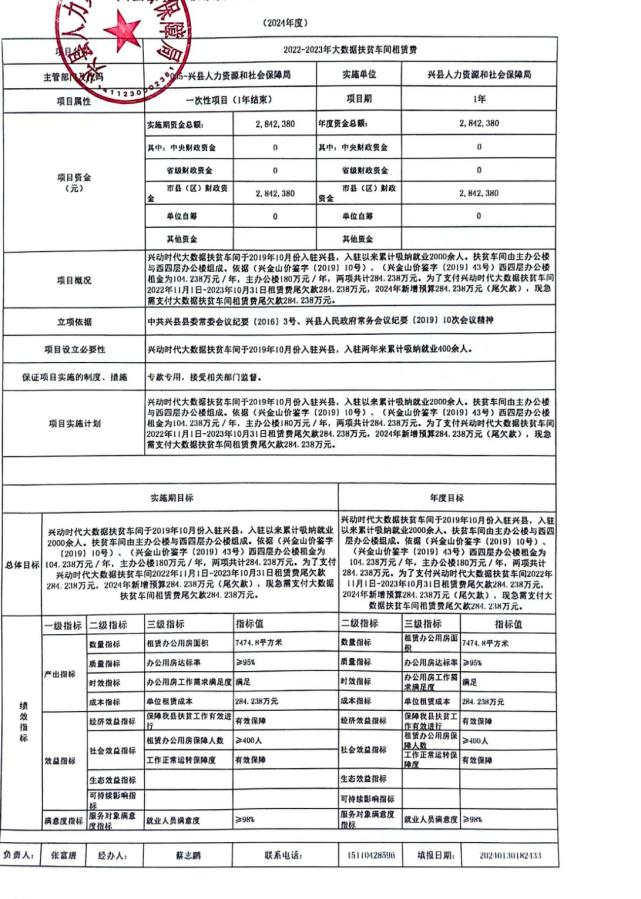 （2024年度）
2022-2023年大数据扶贫车间租赁费
兴县人力资源和社会保障局
实施单位
兴县人力资源和社会保障局
项目属性
一次性项目（1年结束）
项目期
1年
项目资金
（元）
实施期资金总额:
2,842,380
年度资金总额:
2,842,380
其中: 中央财政资金
0
其中: 中央财政资金
0
省级财政资金
0
省级财政资金
0
市县（区）财政资
金
2,842,380
市县（区）财政
资金
2,842,380
单位自筹
0
单位自筹
0
其他资金
其他资金
项目概况
兴动时代大数据扶贫车间于2019年10月份入驻兴县，入驻以来累计吸纳就业2000余人。扶贫车间由主办公楼
与西四层办公楼组成。依据（兴金山价鉴字〔2019〕10号）、（兴金山价鉴字〔2019〕43号）西四层办公楼
租金为104.238万元/年，主办公楼180万元/年，两项共计284.238万元。为了支付兴动时代大数据扶贫车间
2022年11月1日-2023年10月31日租赁费尾欠款284.238万元，2024年新增预算284.238万元（尾欠款），现急
需支付大数据扶贫车间租赁费尾欠款284.238万元。
立项依据
中共兴县县委常委会议纪要〔2016〕3号、兴县人民政府常务会议纪要〔2019〕10次会议精神
项目设立必要性
兴动时代大数据扶贫车间于2019年10月份入驻兴县，入驻两年来累计吸纳就业400余人。
保证项目实施的制度、措施
专款专用，接受相关部门监督。
项目实施计划
兴动时代大数据扶贫车间于2019年10月份入驻兴县，入驻以来累计吸纳就业2000余人。扶贫车间由主办公楼
与西四层办公楼组成。依据（兴金山价鉴字〔2019〕10号）、（兴金山价鉴字〔2019〕43号）西四层办公楼
租金为104.238万元/年，主办公楼180万元/年，两项共计284.238万元。为了支付兴动时代大数据扶贫车间
2022年11月1日-2023年10月31日租赁费尾欠款284.238万元，2024年新增预算284.238万元（尾欠款），现急
需支付大数据扶贫车间租赁费尾欠款284.238万元。
实施期目标
年度目标
总体目标
兴动时代大数据扶贫车间于2019年10月份入驻兴县，入驻以来累计吸纳就业
2000余人。扶贫车间由主办公楼与西四层办公楼组成。依据（兴金山价鉴字
〔2019〕10号）、（兴金山价鉴字〔2019〕43号）西四层办公楼租金为
104.238万元/年，主办公楼180万元/年，两项共计284.238万元。为了支付
兴动时代大数据扶贫车间2022年11月1日-2023年10月31日租赁费尾欠款
284.238万元，2024年新增预算284.238万元（尾欠款），现急需支付大数据
扶贫车间租赁费尾欠款284.238万元。
兴动时代大数据扶贫车间于2019年10月份入驻兴县，入驻
以来累计吸纳就业2000余人。扶贫车间由主办公楼与西四
层办公楼组成。依据（兴金山价鉴字〔2019〕10号）、
（兴金山价鉴字〔2019〕43号）西四层办公楼租金为
104.238万元/年，主办公楼180万元/年，两项共计
284.238万元。为了支付兴动时代大数据扶贫车间2022年
11月1日-2023年10月31日租赁费尾欠款284.238万元，
2024年新增预算284.238万元（尾欠款），现急需支付大
数据扶贫车间租赁费尾欠款284.238万元。
绩效指标
一级指标
二级指标
三级指标
指标值
二级指标
三级指标
指标值
产出指标
数量指标
租赁办公用房面积
7474.8平方米
数量指标
租赁办公用房面
积
7474.8平方米
质量指标
办公用房达标率
≥95%
质量指标
办公用房达标率
≥95%
时效指标
办公用房工作需求满足度
满足
时效指标
办公用房工作需
求满足度
满足
成本指标
单位租赁成本
284.238万元
成本指标
单位租赁成本
284.238万元
效益指标
经济效益指标
保障我县扶贫工作有效进
行
有效保障
经济效益指标
保障我县扶贫工
作有效进行
有效保障
社会效益指标
租赁办公用房保障人数
≥400人
社会效益指标
租赁办公用房保
障人数
≥400人
工作正常运转保障度
有效保障
工作正常运转保
障度
有效保障
生态效益指标
生态效益指标
可持续影响指
标
可持续影响指标
满意度指标
服务对象满意
度指标
就业人员满意度
≥98%
服务对象满意度
指标
就业人员满意度
≥98%
负责人:
张富唐
经办人:
蔡志鹏
联系电话:
15110428596
填报日期:
20240130182433